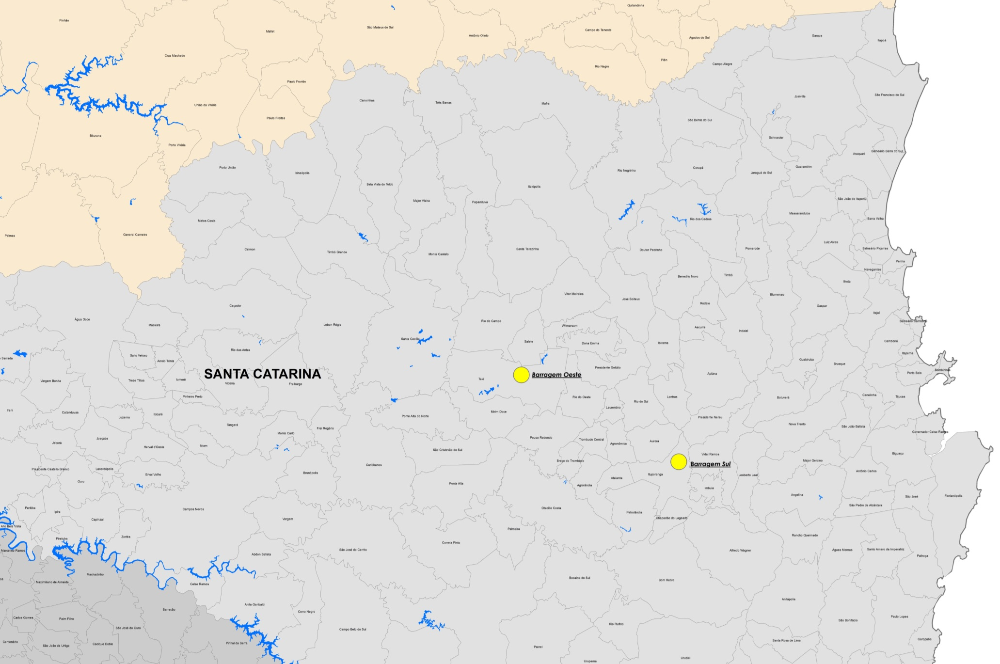 Quitandinha
Pinhão
São Mateus do Sul
Mallet
Campo do Tenente
Antônio Olinto
Agudos do Sul
Garuva
Itapoá
Cruz Machado
Piên
Rio Negro
Campo Alegre
Paulo Frontin
São Francisco do Sul
Joinville
Canoinhas
Três Barras
Mafra
União da Vitória
Paula Freitas
São Bento do Sul
Bituruna
Schroeder
Porto Vitória
Balneário Barra do Sul
Araquari
Porto União
Guaramirim
Corupá
Rio Negrinho
Irineópolis
Jaraguá do Sul
Bela Vista do Toldo
Itaiópolis
São João do Itaperiú
Major Vieira
Papanduva
Massaranduba
Matos Costa
Rio dos Cedros
Barra Velha
Palmas
General Carneiro
Luiz Alves
Calmon
Timbó Grande
Monte Castelo
Santa Terezinha
Doutor Pedrinho
Pomerode
Balneário Piçarras
Penha
Navegantes
Benedito Novo
Timbó
Ilhota
Vitor Meireles
Blumenau
José Boiteux
Rodeio
Caçador
Gaspar
Itajaí
Água Doce
Rio do Campo
Balneário Camboriú
Macieira
Lebon Régis
Witmarsum
Ascurra
Indaial
Santa Cecília
Salete
Dona Emma
Ibirama
Camboriú
Rio das Antas
Itapema
Salto Veloso
Serrada
Arroio Trinta
Guabiruba
Brusque
Presidente Getúlio
Bombinhas
Porto Belo
SANTA CATARINA
Barragem Oeste
Apiúna
Taió
Vargem Bonita
Treze Tílias
Iomerê
Videira
Fraiburgo
Pinheiro Preto
Rio do Oeste
Lontras
Botuverá
Canelinha
Tijucas
Rio do Sul
Laurentino
Irani
Catanduvas
Ibicaré
Luzerna
Ponte Alta do Norte
Mirim Doce
Presidente Nereu
Tangará
Nova Trento
São João Batista
Frei Rogério
Monte Carlo
Governador Celso Ramos
Joaçaba
Pouso Redondo
Trombudo Central
Aurora
Jaborá
Agronômica
Herval d'Oeste
Ibiam
São Cristovão do Sul
Vidal Ramos
Biguaçu
Braço do Trombudo
Major Gercino
Barragem Sul
Curitibanos
Presidente Castello Branco
Lacerdópolis
Brunópolis
Antônio Carlos
Erval Velho
Ituporanga
Leoberto Leal
Atalanta
Ouro
Ponte Alta
Agrolândia
Imbuia
Angelina
São José
Florianópolis
São Pedro de Alcântara
Peritiba
Otacílio Costa
Campos Novos
Ipira
Petrolândia
Chapadão do Lageado
Capinzal
Vargem
Alto Bela Vista
Palmeira
Rancho Queimado
Zortéa
Piratuba
Correia Pinto
Marcelino Ramos
São José do Cerrito
Alfredo Wagner
Águas Mornas
Santo Amaro da Imperatriz
Abdon Batista
Palhoça
Machadinho
Bocaina do Sul
Bom Retiro
Maximiliano de Almeida
Celso Ramos
Anitápolis
Anita Garibaldi
Barracão
Cerro Negro
Paulo Lopes
Carlos Gomes
Paim Filho
São Bonifácio
Rio Rufino
São José do Ouro
Campo Belo do Sul
Garopaba
Santa Rosa de Lima
Centenário
Pinhal da Serra
Cacique Doble
São João da Urtiga
Painel
Urubici
Urupema